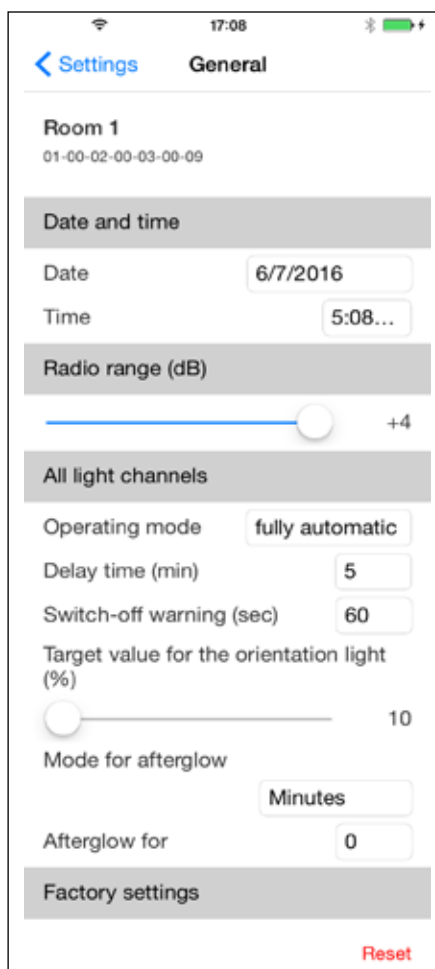 17:08
Settings General
Room 1
01-00-02-00-03-00-09
Date and time
Date 6/7/2016
Time 5:08...
Radio range (dB)
+4
All light channels
Operating mode fully automatic
Delay time (min) 5
Switch-off warning (sec) 60
Target value for the orientation light
(%)
10
Mode for afterglow
Minutes
Afterglow for 0
Factory settings
Reset